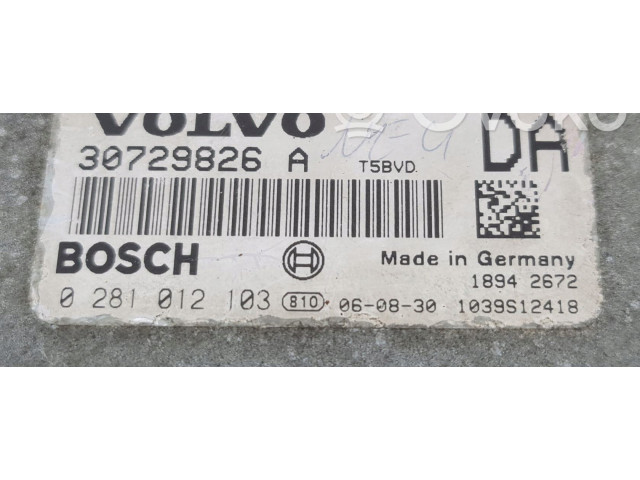 VOLVO DA
30729826 A T5BVD.
BOSCH Made in Germany
1894 2672
0 281 012 103 810 06-08-30 1039S12418